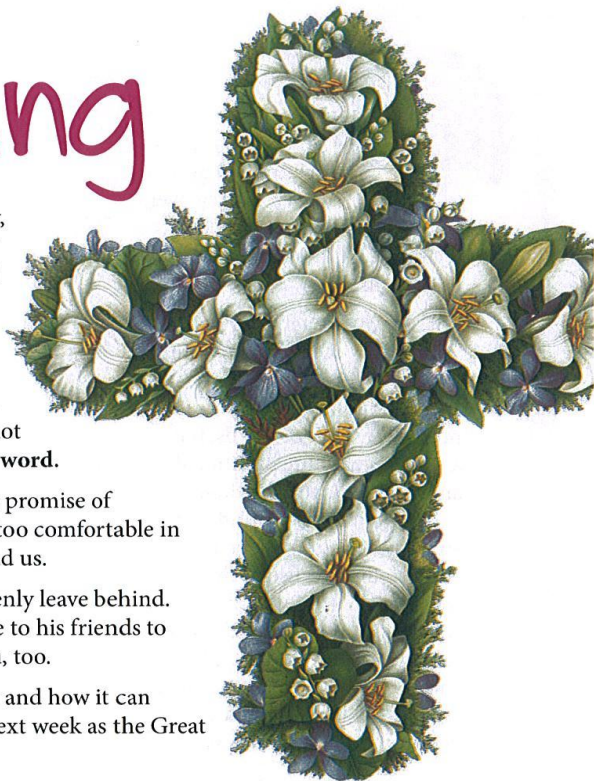 ng
,
ot
word.
promise of
too comfortable in
d us.
enly leave behind.
e to his friends to
, too.
and how it can
ext week as the Great